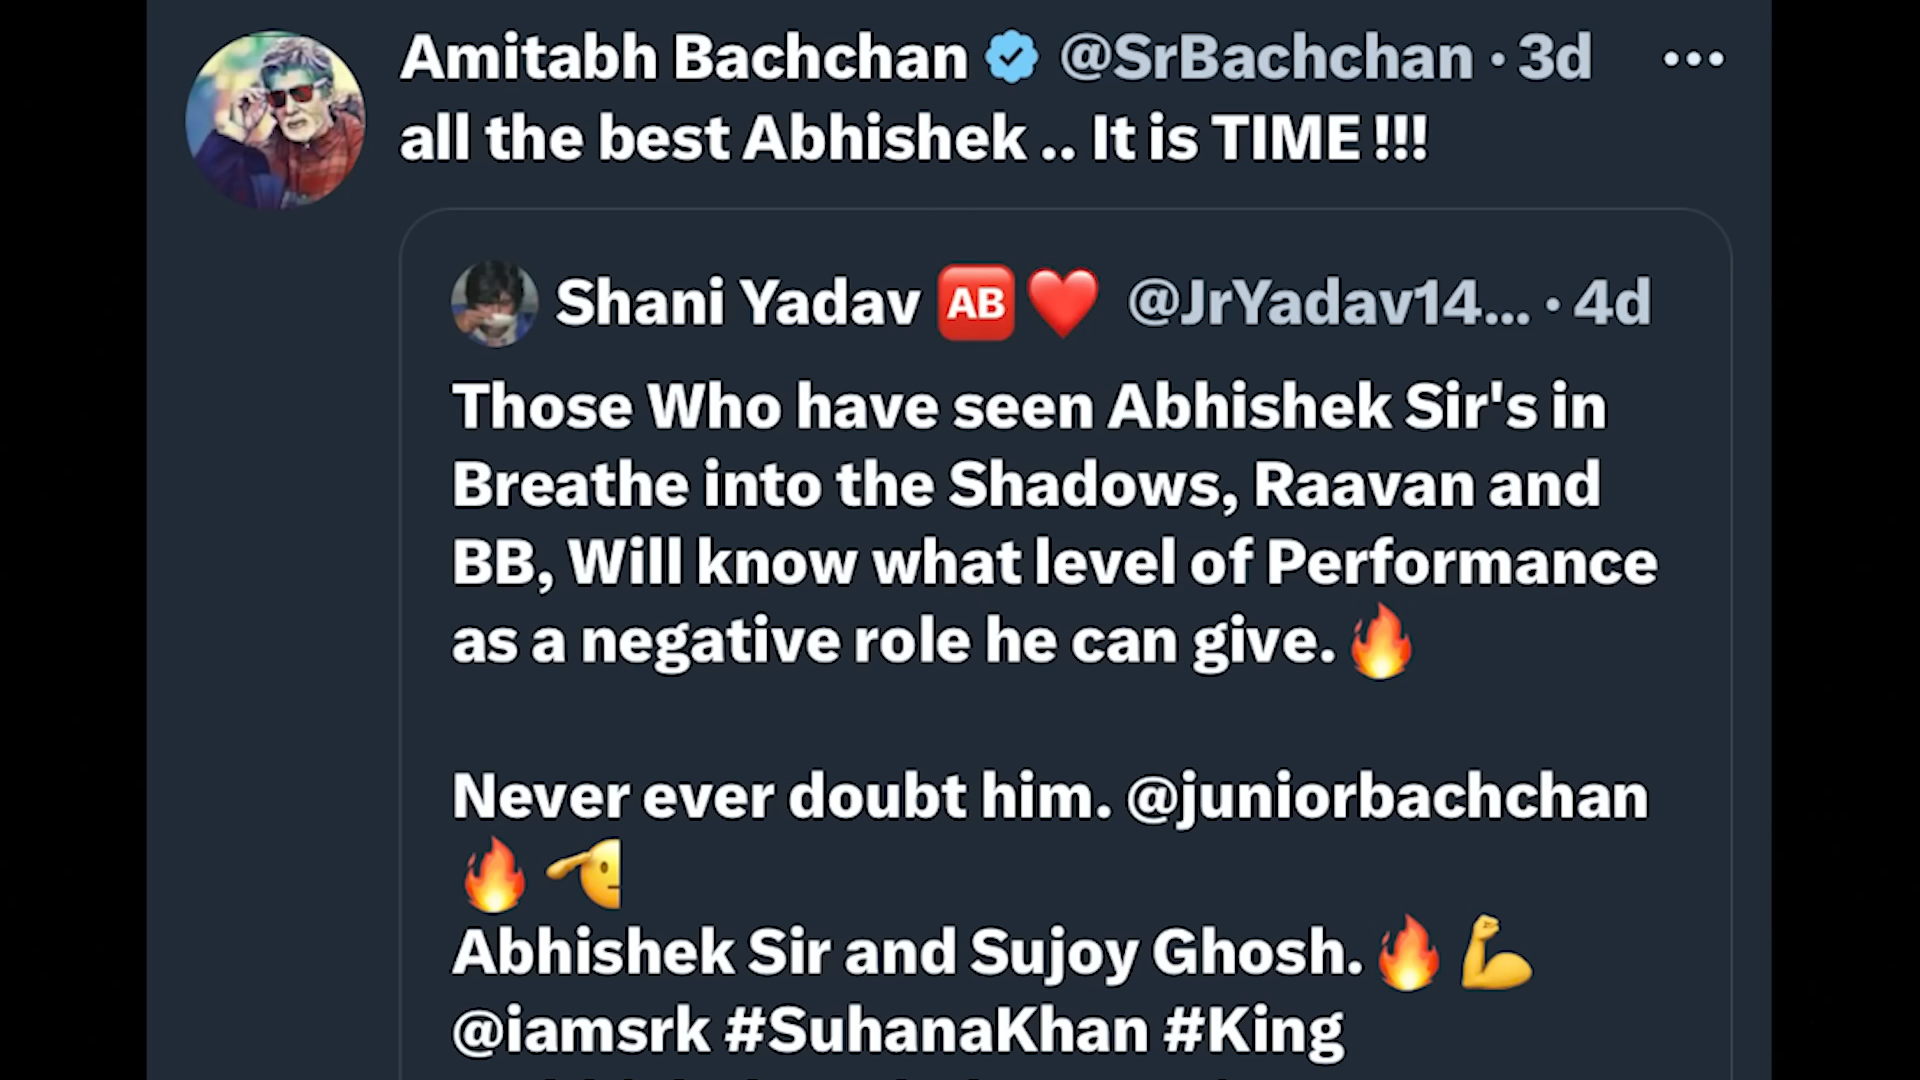 Amitabh Bachchan @SrBachchan · 3d
all the best Abhishek .. It is TIME !!!
Shani Yadav 🆎❤️ @JrYadav14... · 4d
Those Who have seen Abhishek Sir's in
Breathe into the Shadows, Raavan and
BB, Will know what level of Performance
as a negative role he can give.🔥
Never ever doubt him. @juniorbachchan
🔥🫡
Abhishek Sir and Sujoy Ghosh.🔥💪
@iamsrk #SuhanaKhan #King